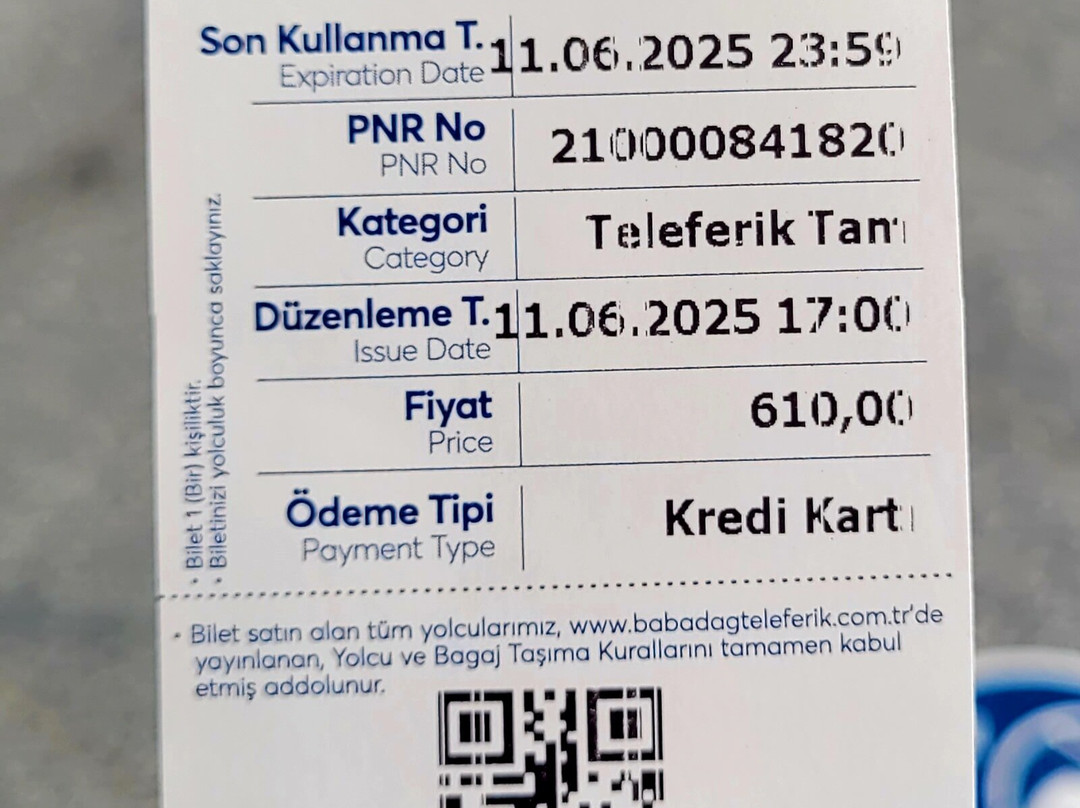 Son Kullanma T. 11.06.2025 23:59
Expiration Date
PNR No 210000841820
PNR No
Kategori Teleferik Tam
Category
Düzenleme T. 11.06.2025 17:00
Issue Date
Fiyat 610,00
Price
Ödeme Tipi Kredi Kartı
Payment Type
• Bilet 1 (Bir) kişiliktir.
• Biletinizi yolculuk boyunca saklayınız.
• Bilet satın alan tüm yolcularımız, www.babadagteleferik.com.tr'de
yayınlanan, Yolcu ve Bagaj Taşıma Kurallarını tamamen kabul
etmiş addolunur.